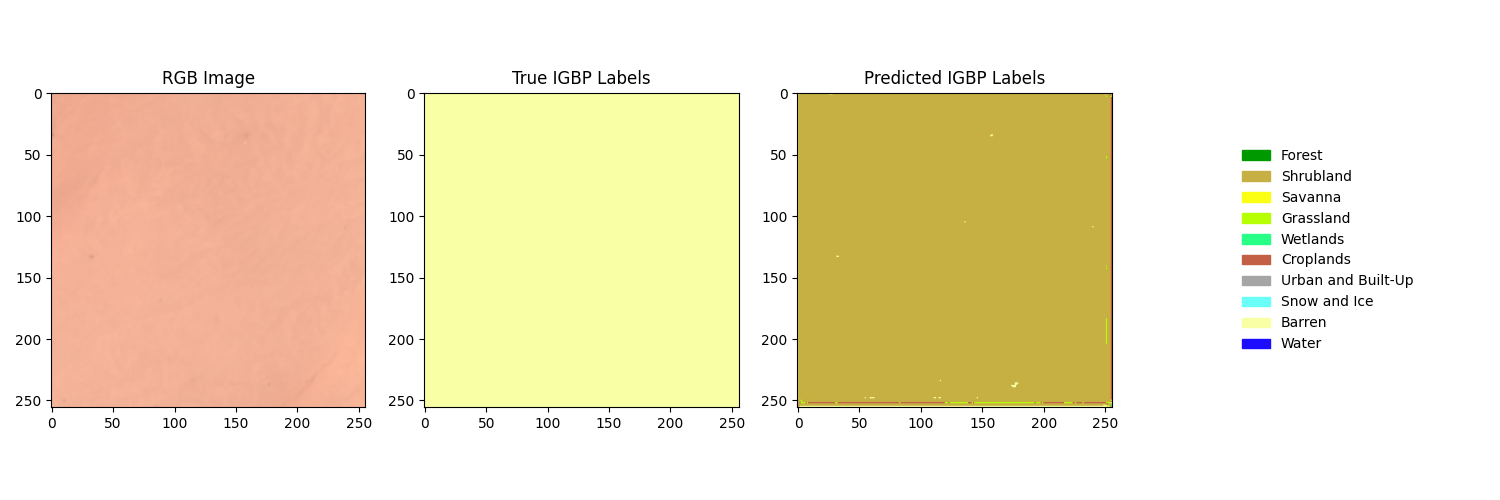 RGB Image
True IGBP Labels
Predicted IGBP Labels
0
50
100
150
200
250
0 50 100 150 200 250
0
50
100
150
200
250
0 50 100 150 200 250
0
50
100
150
200
250
0 50 100 150 200 250
Forest
Shrubland
Savanna
Grassland
Wetlands
Croplands
Urban and Built-Up
Snow and Ice
Barren
Water